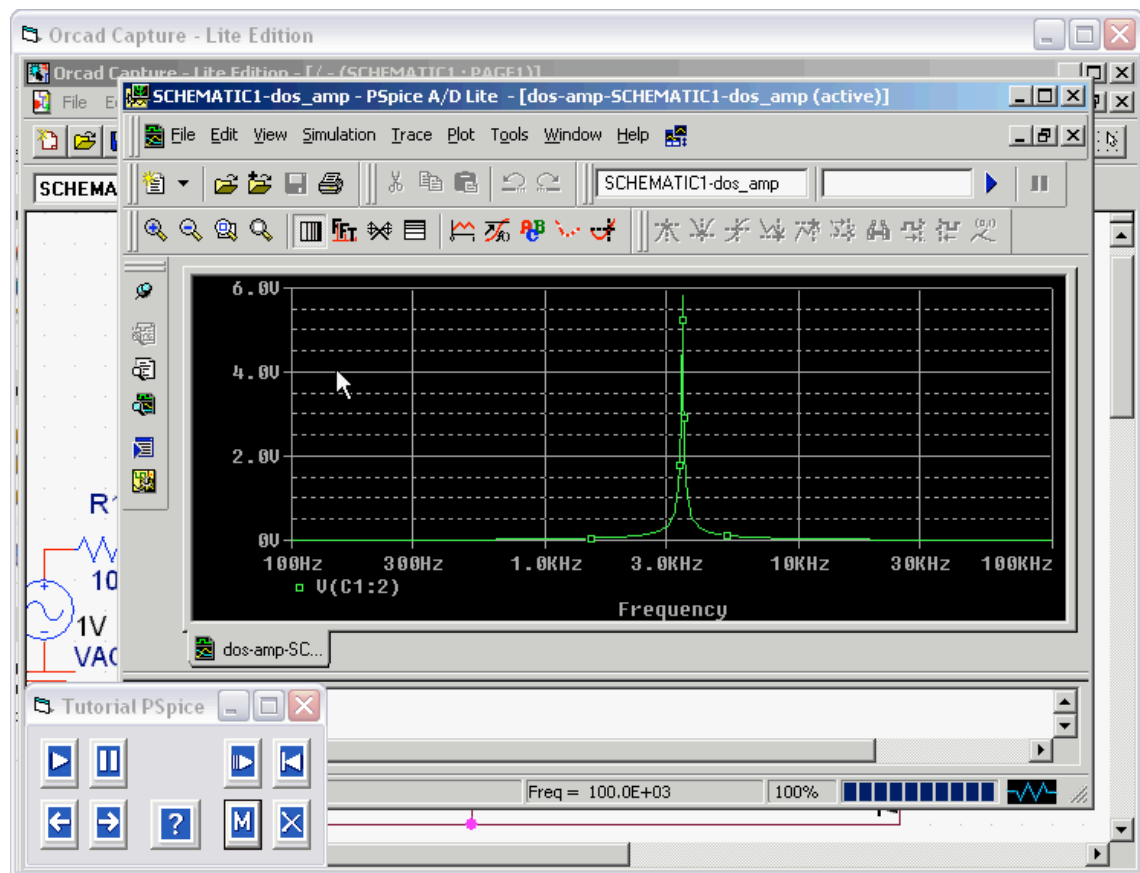 Orcad Capture - Lite Edition
Orcad Capture - Lite Edition - [/ - (SCHEMATIC1 : PAGE1)]
File
SCHEMATIC1-dos_amp - PSpice A/D Lite - [dos-amp-SCHEMATIC1-dos_amp (active)]
File Edit View Simulation Trace Plot Tools Window Help
SCHEMA
SCHEMATIC1-dos_amp
FFT
6.0V
4.0V
2.0V
0V
100Hz 300Hz 1.0KHz 3.0KHz 10KHz 30KHz 100KHz
V(C1:2)
Frequency
R1
10
1V
VAC
dos-amp-SC...
Tutorial PSpice
? M
Freq = 100.0E+03 100%